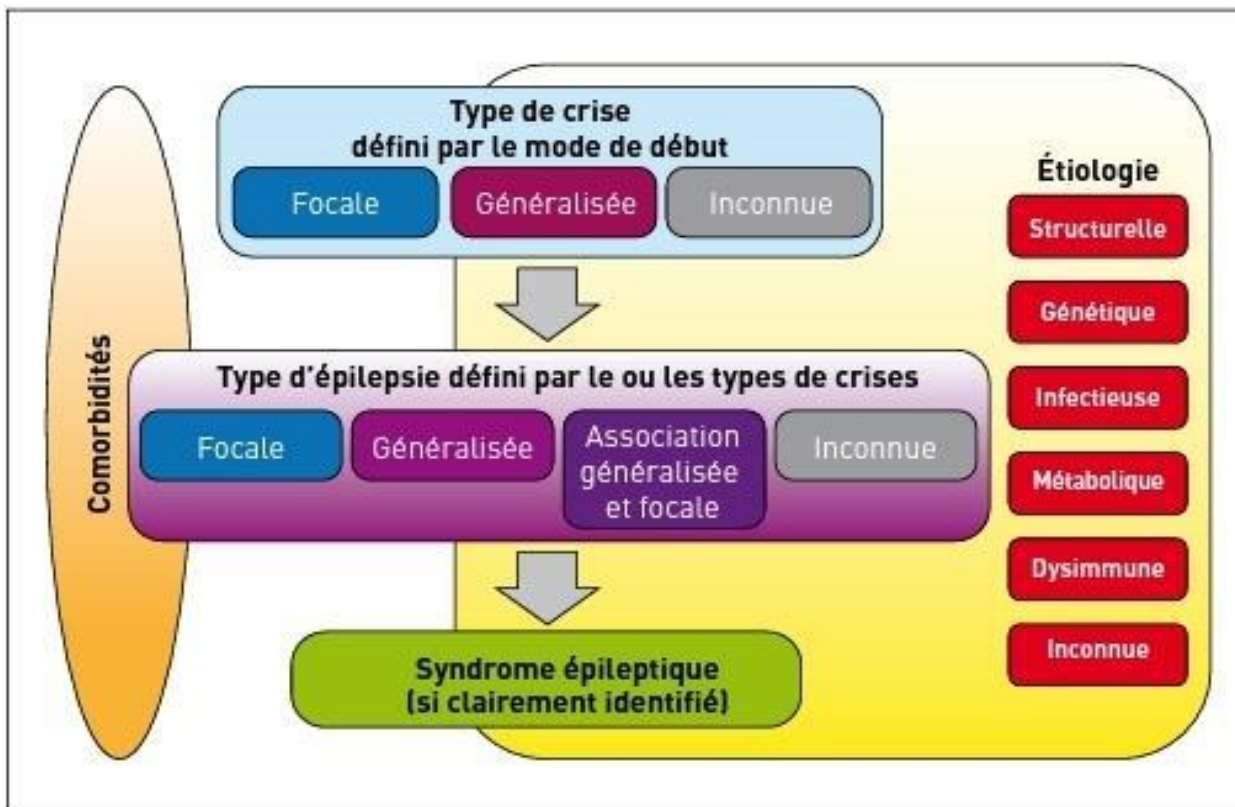 Type de crise
défini par le mode de début
Focale
Généralisée
Inconnue
Étiologie
Structurelle
Génétique
Infectieuse
Métabolique
Dysimmune
Inconnue
Comorbidités
Type d'épilepsie défini par le ou les types de crises
Focale
Généralisée
Association
généralisée
et focale
Inconnue
Syndrome épileptique
(si clairement identifié)